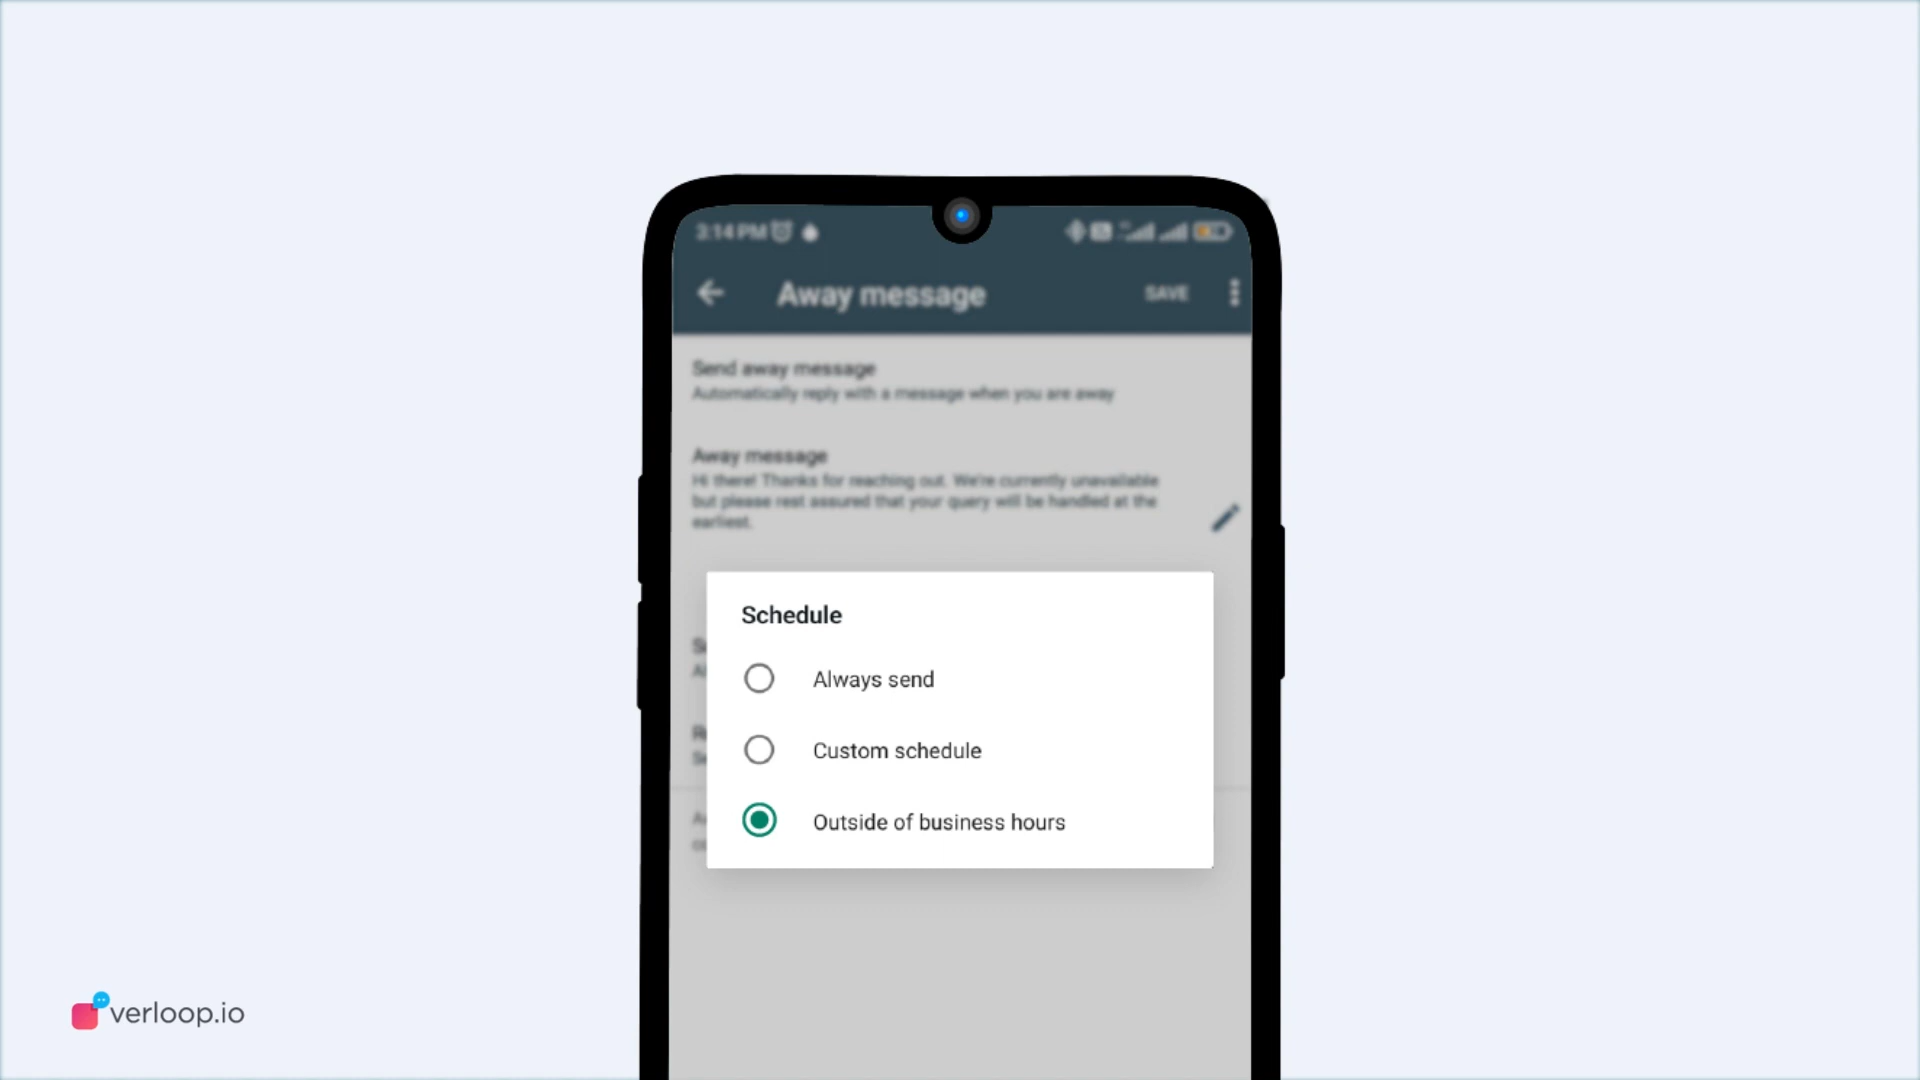 3:14 PM
Away message SAVE
Send away message
Automatically reply with a message when you are away
Away message
Hi there! Thanks for reaching out. We're currently unavailable
but please rest assured that your query will be handled at the
earliest.
Schedule
Always send
Custom schedule
Outside of business hours
verloop.io